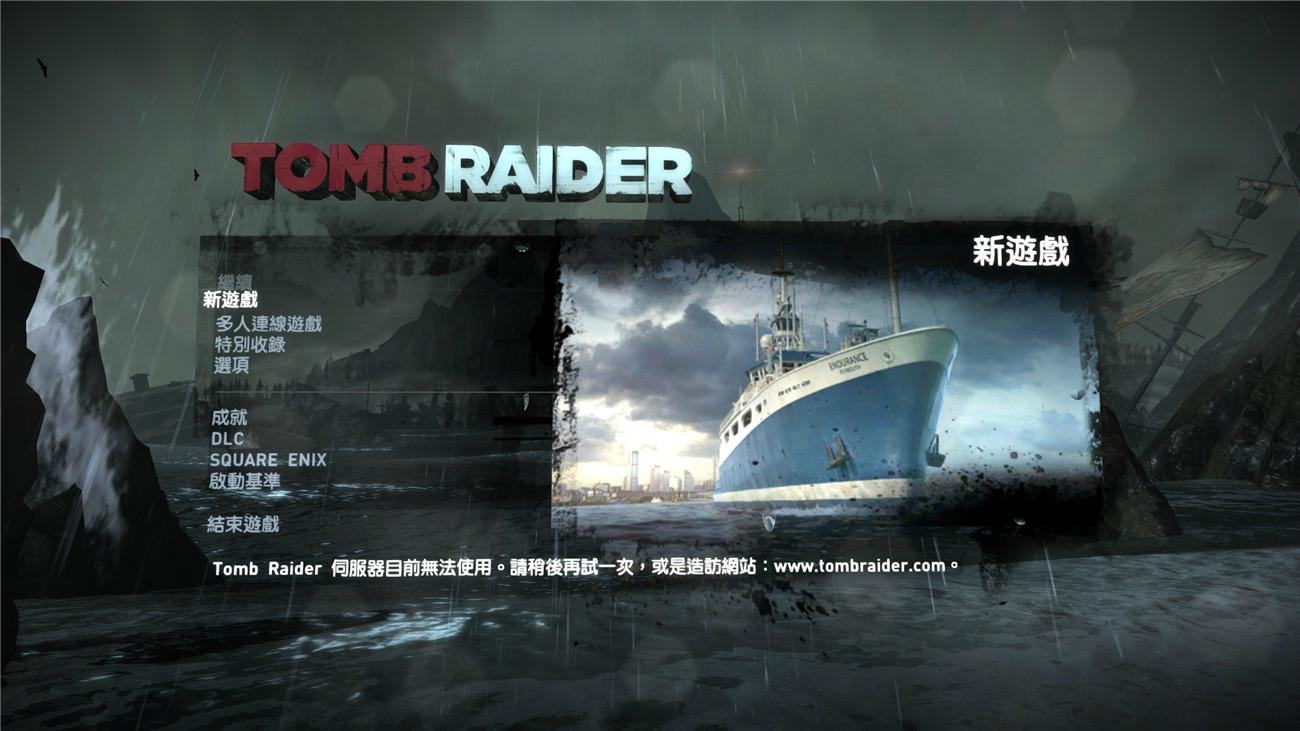 TOMB RAIDER
新遊戲
繼續
新遊戲
多人連線遊戲
特別收錄
選項
成就
DLC
SQUARE ENIX
啟動基準
結束遊戲
ENDURANCE
PLYMOUTH
Tomb Raider 伺服器目前無法使用。請稍後再試一次，或是造訪網站：www.tombraider.com。